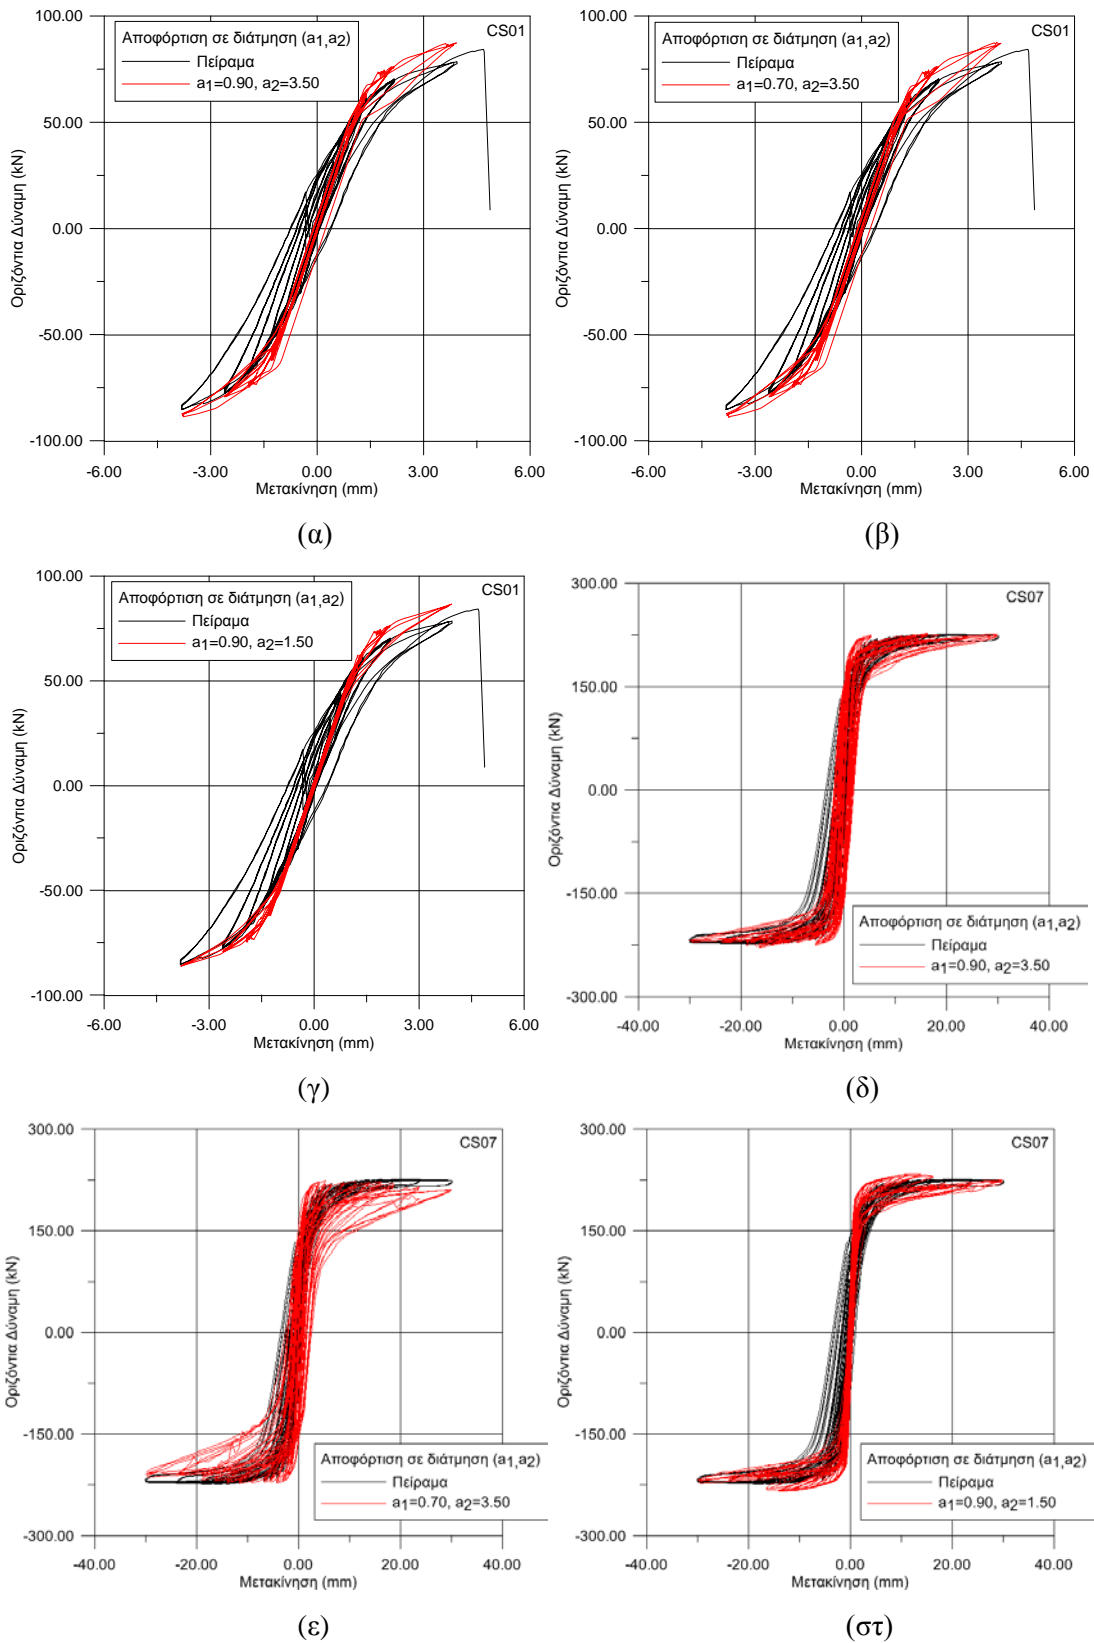 100.00
50.00
0.00
-50.00
-100.00
-6.00
-3.00
0.00
3.00
6.00
Οριζόντια Δύναμη (kN)
Μετακίνηση (mm)
CS01
Αποφόρτιση σε διάτμηση (a1,a2)
Πείραμα
a1=0.90, a2=3.50
(α)
100.00
50.00
0.00
-50.00
-100.00
-6.00
-3.00
0.00
3.00
6.00
Οριζόντια Δύναμη (kN)
Μετακίνηση (mm)
CS01
Αποφόρτιση σε διάτμηση (a1,a2)
Πείραμα
a1=0.70, a2=3.50
(β)
100.00
50.00
0.00
-50.00
-100.00
-6.00
-3.00
0.00
3.00
6.00
Οριζόντια Δύναμη (kN)
Μετακίνηση (mm)
CS01
Αποφόρτιση σε διάτμηση (a1,a2)
Πείραμα
a1=0.90, a2=1.50
(γ)
300.00
150.00
0.00
-150.00
-300.00
-40.00
-20.00
0.00
20.00
40.00
Οριζόντια Δύναμη (kN)
Μετακίνηση (mm)
CS07
Αποφόρτιση σε διάτμηση (a1,a2)
Πείραμα
a1=0.90, a2=3.50
(δ)
300.00
150.00
0.00
-150.00
-300.00
-40.00
-20.00
0.00
20.00
40.00
Οριζόντια Δύναμη (kN)
Μετακίνηση (mm)
CS07
Αποφόρτιση σε διάτμηση (a1,a2)
Πείραμα
a1=0.70, a2=3.50
(ε)
300.00
150.00
0.00
-150.00
-300.00
-40.00
-20.00
0.00
20.00
40.00
Οριζόντια Δύναμη (kN)
Μετακίνηση (mm)
CS07
Αποφόρτιση σε διάτμηση (a1,a2)
Πείραμα
a1=0.90, a2=1.50
(στ)